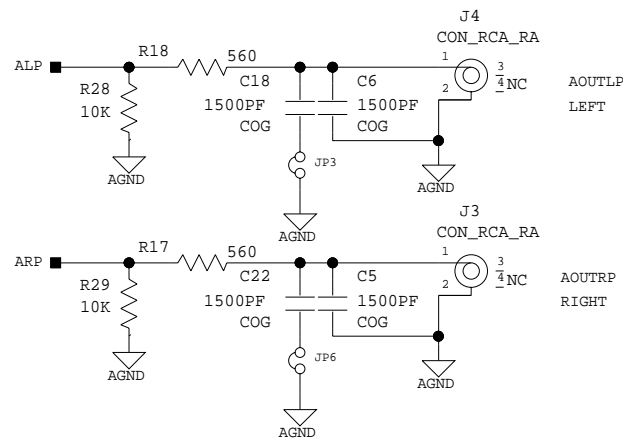 J4
CON_RCA_RA
ALP
R18
560
R28
10K
C18
1500PF
COG
C6
1500PF
COG
1
2
3
4
NC
AOUTLP
LEFT
JP3
AGND
AGND
AGND
J3
CON_RCA_RA
ARP
R17
560
R29
10K
C22
1500PF
COG
C5
1500PF
COG
1
2
3
4
NC
AOUTRP
RIGHT
JP6
AGND
AGND
AGND